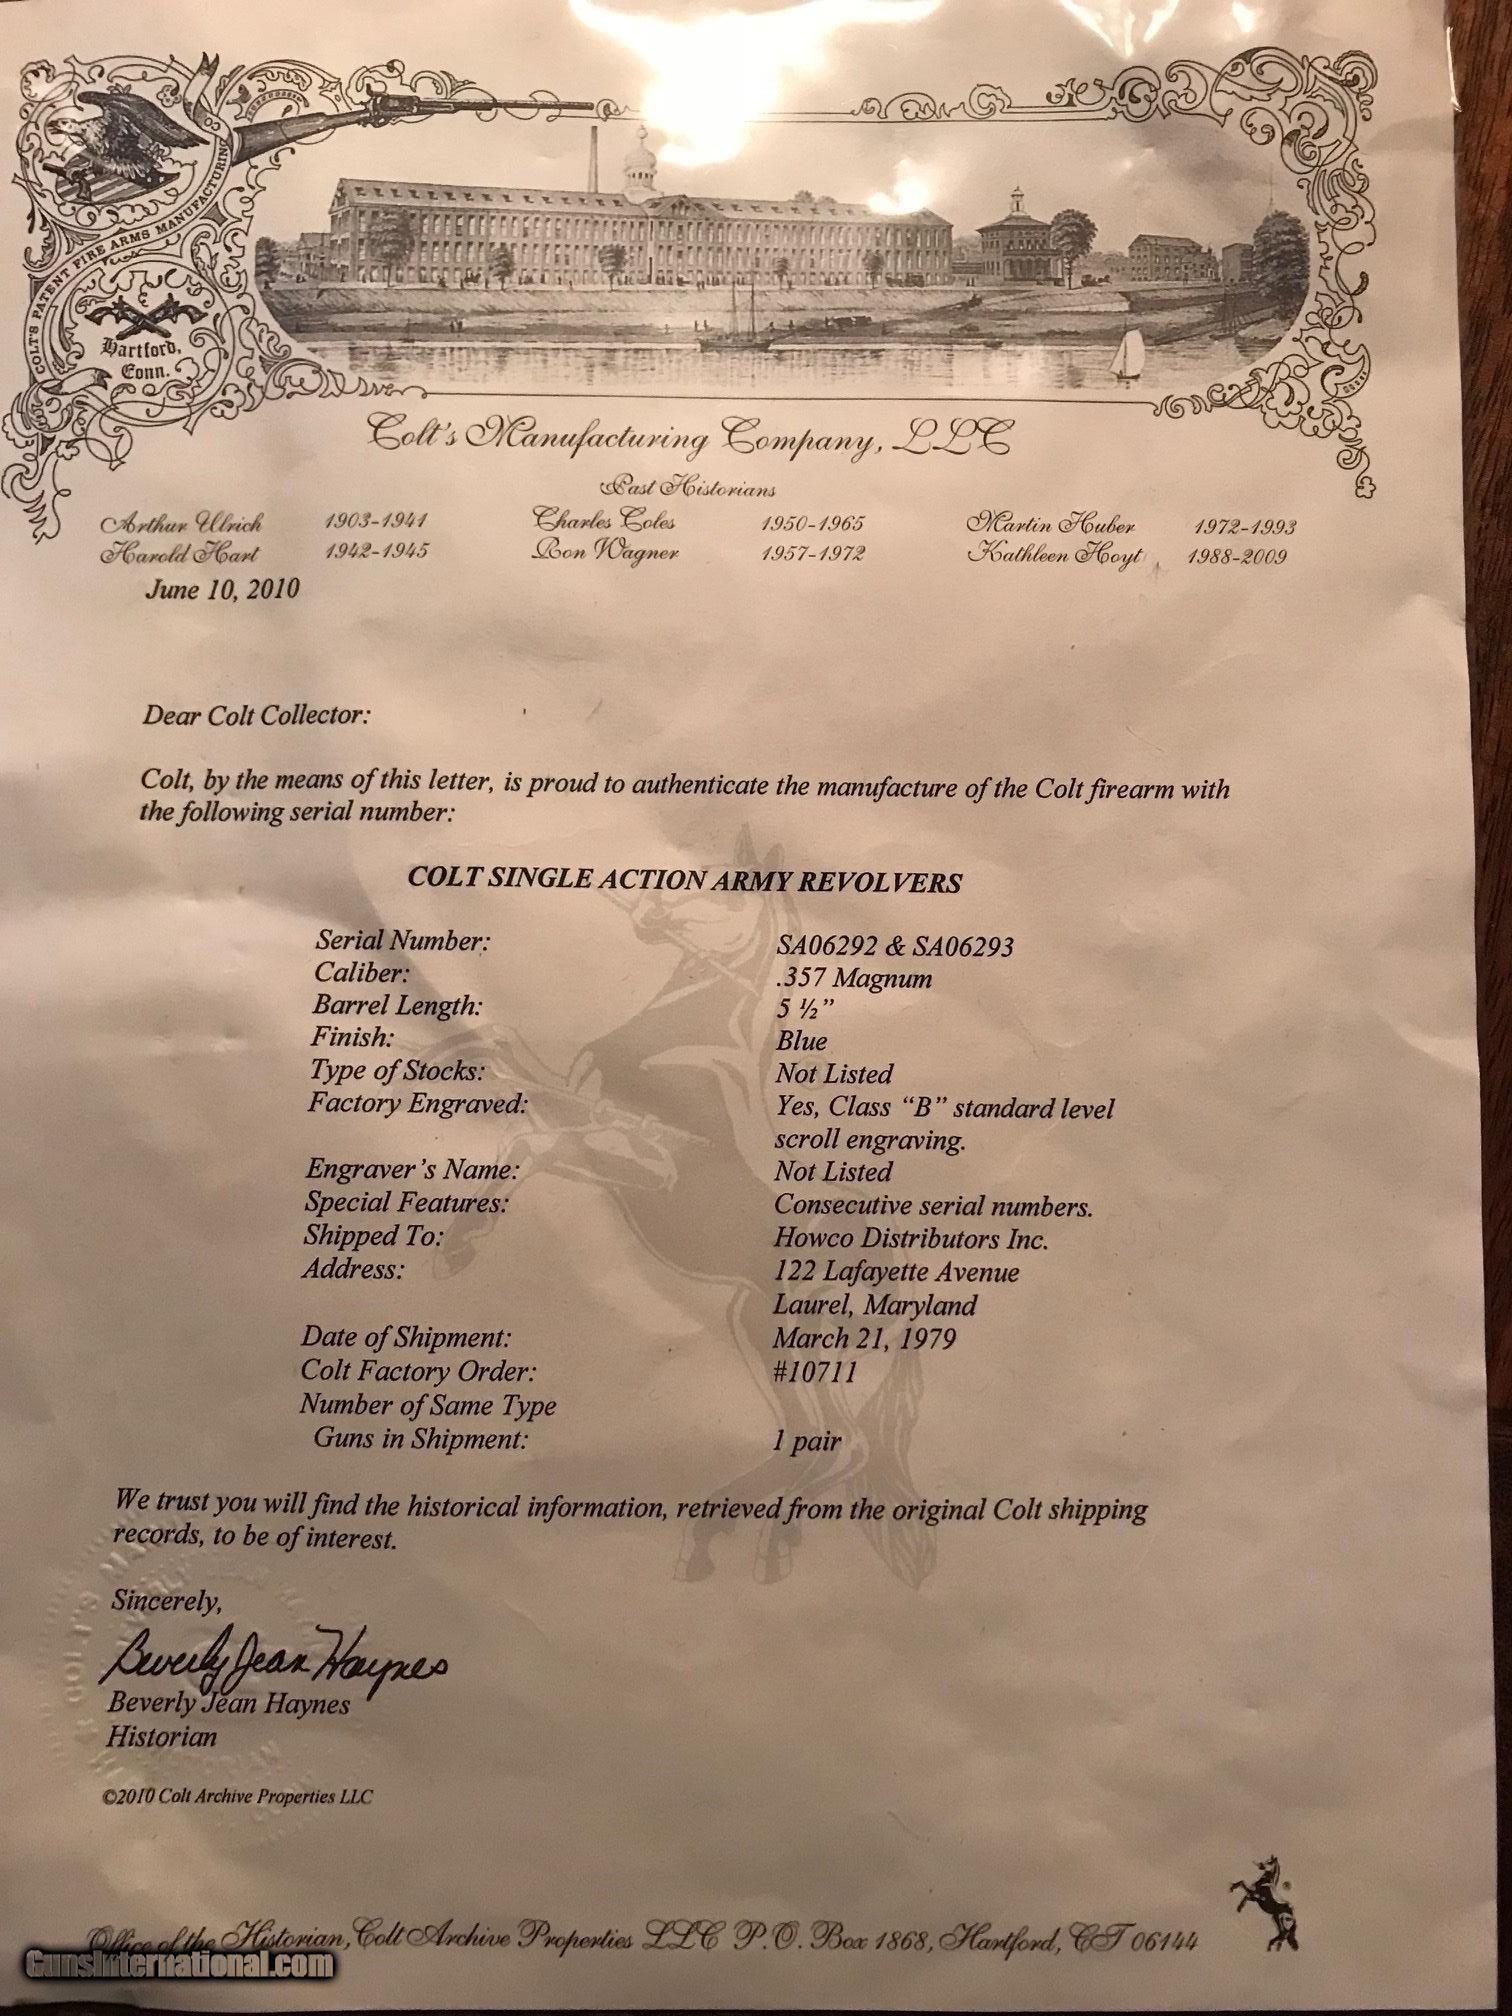 COLT'S PATENT FIRE ARMS MANUFACTURING CO
Hartford,
Conn.
Colt's Manufacturing Company, LLC
Past Historians
Arthur Ulrich 1903-1941 Charles Coles 1950-1965 Martin Huber 1972-1993
Harold Hart 1942-1945 Ron Wagner 1957-1972 Kathleen Hoyt 1988-2009
June 10, 2010
Dear Colt Collector:
Colt, by the means of this letter, is proud to authenticate the manufacture of the Colt firearm with
the following serial number:
COLT SINGLE ACTION ARMY REVOLVERS
Serial Number: SA06292 & SA06293
Caliber: .357 Magnum
Barrel Length: 5 ½”
Finish: Blue
Type of Stocks: Not Listed
Factory Engraved: Yes, Class “B” standard level
scroll engraving.
Engraver’s Name: Not Listed
Special Features: Consecutive serial numbers.
Shipped To: Howco Distributors Inc.
Address: 122 Lafayette Avenue
Laurel, Maryland
Date of Shipment: March 21, 1979
Colt Factory Order: #10711
Number of Same Type
Guns in Shipment: 1 pair
We trust you will find the historical information, retrieved from the original Colt shipping
records, to be of interest.
Sincerely,
Beverly Jean Haynes
Beverly Jean Haynes
Historian
©2010 Colt Archive Properties LLC
Office of the Historian, Colt Archive Properties LLC P.O. Box 1868, Hartford, CT 06144
GunsInternational.com